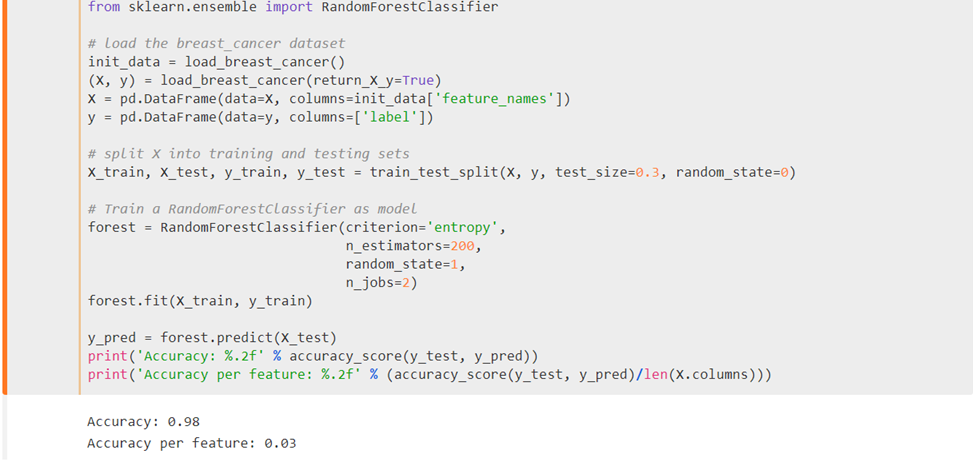 from sklearn.ensemble import RandomForestClassifier
# load the breast_cancer dataset
init_data = load_breast_cancer()
(X, y) = load_breast_cancer(return_X_y=True)
X = pd.DataFrame(data=X, columns=init_data['feature_names'])
y = pd.DataFrame(data=y, columns=['label'])
# split X into training and testing sets
X_train, X_test, y_train, y_test = train_test_split(X, y, test_size=0.3, random_state=0)
# Train a RandomForestClassifier as model
forest = RandomForestClassifier(criterion='entropy',
n_estimators=200,
random_state=1,
n_jobs=2)
forest.fit(X_train, y_train)
y_pred = forest.predict(X_test)
print('Accuracy: %.2f' % accuracy_score(y_test, y_pred))
print('Accuracy per feature: %.2f' % (accuracy_score(y_test, y_pred)/len(X.columns)))
Accuracy: 0.98
Accuracy per feature: 0.03